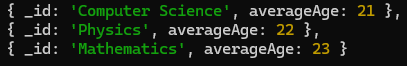 { _id: 'Computer Science', averageAge: 21 },
{ _id: 'Physics', averageAge: 22 },
{ _id: 'Mathematics', averageAge: 23 }